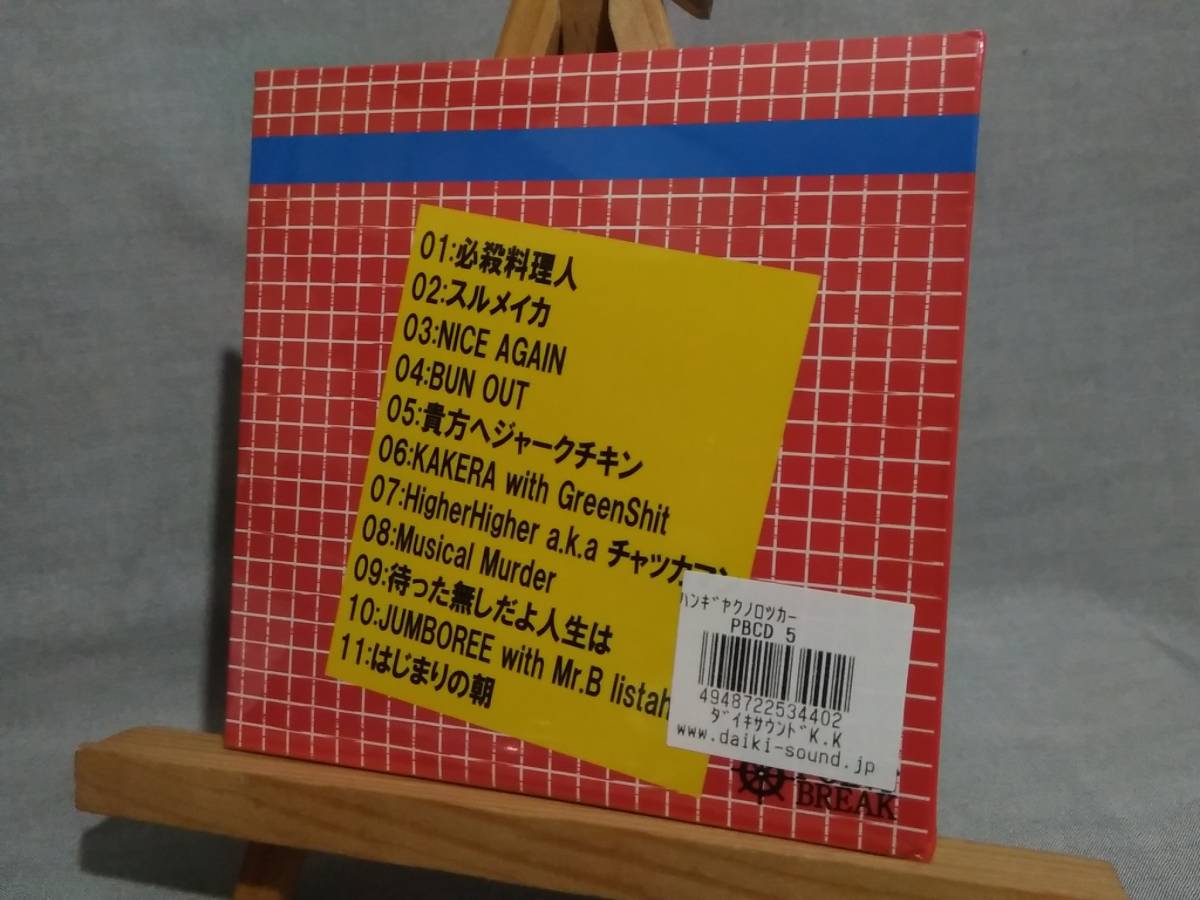 01:必殺料理人
02:スルメイカ
03:NICE AGAIN
04:BUN OUT
05:貴方へジャークチキン
06:KAKERA with GreenShit
07:HigherHigher a.k.a チャツカマン
08:Musical Murder
09:待った無しだよ人生は
10:JUMBOREE with Mr.B listah
11:はじまりの朝
ハンギャクノロツカー
PBCD 5
4948722534402
ダイキサウンドK.K
www.daiki-sound.jp
BREAK